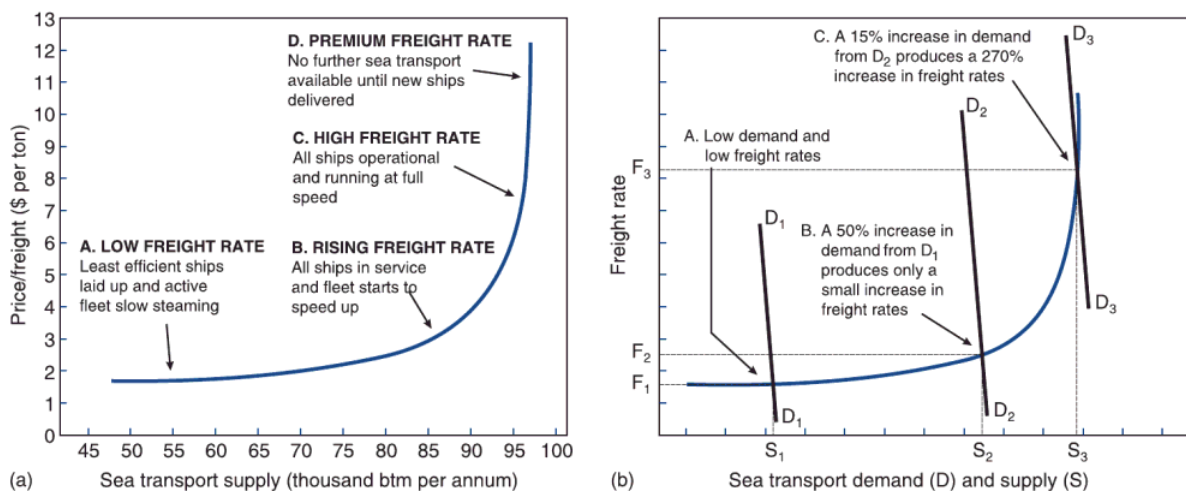 13
12
11
10
9
8
7
6
5
4
3
2
1
0
Price/freight ($ per ton)
D. PREMIUM FREIGHT RATE
No further sea transport
available until new ships
delivered
C. HIGH FREIGHT RATE
All ships operational
and running at full
speed
A. LOW FREIGHT RATE
Least efficient ships
laid up and active
fleet slow steaming
B. RISING FREIGHT RATE
All ships in service
and fleet starts to
speed up
45 50 55 60 65 70 75 80 85 90 95 100
(a)
Sea transport supply (thousand btm per annum)
Freight rate
F3
F2
F1
C. A 15% increase in demand
from D2 produces a 270%
increase in freight rates
D3
D2
A. Low demand and
low freight rates
D1
B. A 50% increase in
demand from D1
produces only a
small increase in
freight rates
D3
D1
D2
S1 S2 S3
(b)
Sea transport demand (D) and supply (S)